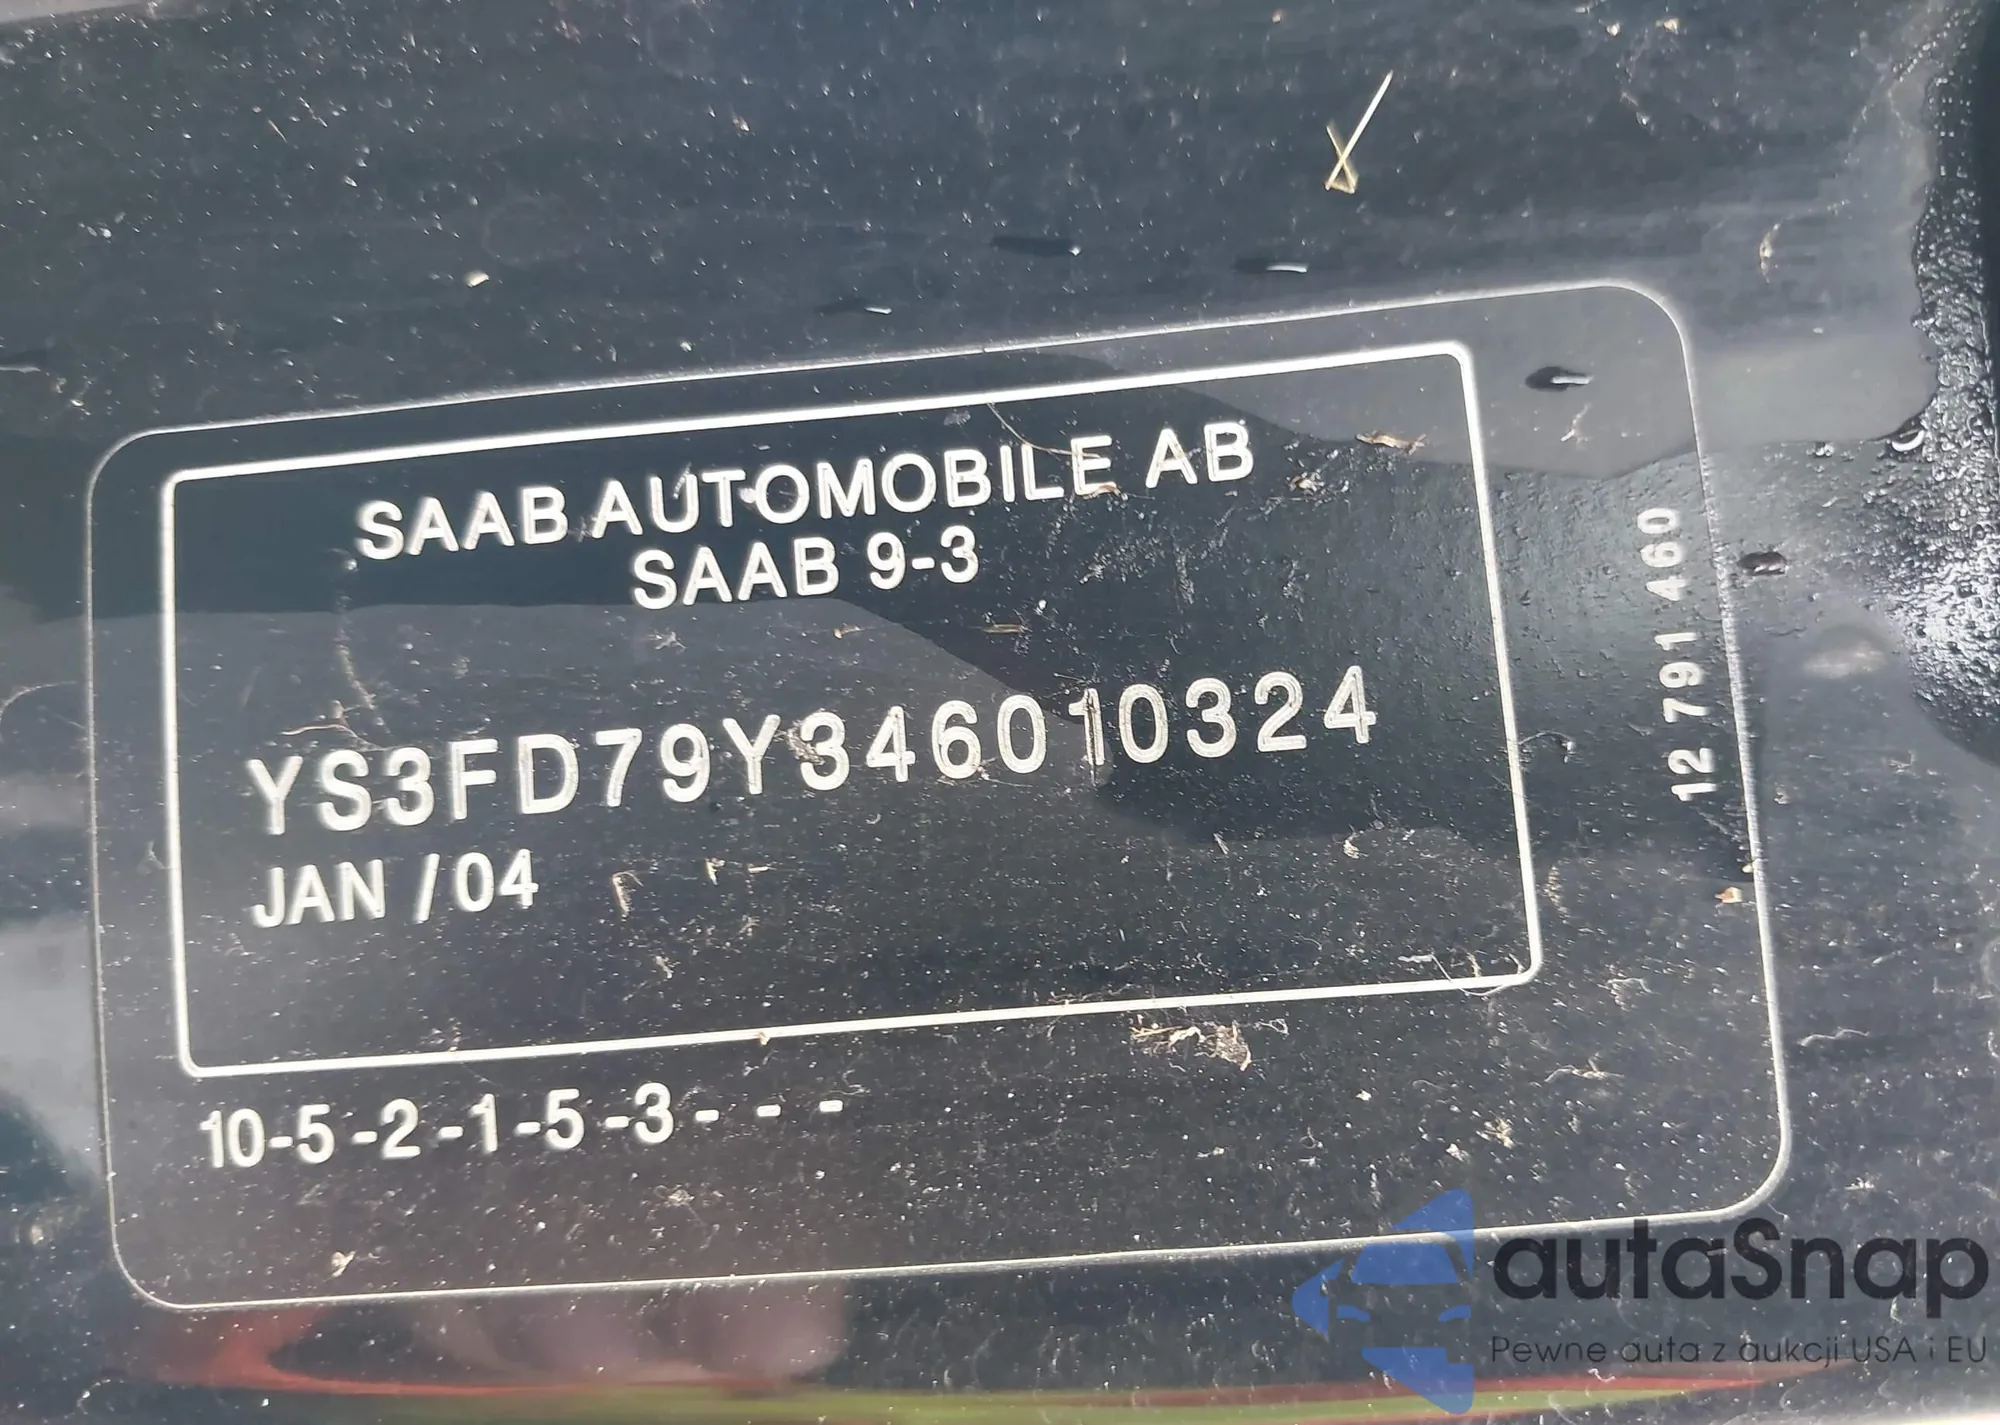 SAAB AUTOMOBILE AB
SAAB 9-3
YS3FD79Y346010324
JAN /04
10-5-2-1-5-3- - -
12 791 460
autaSnap
Pewne auta z aukcji USA i EU